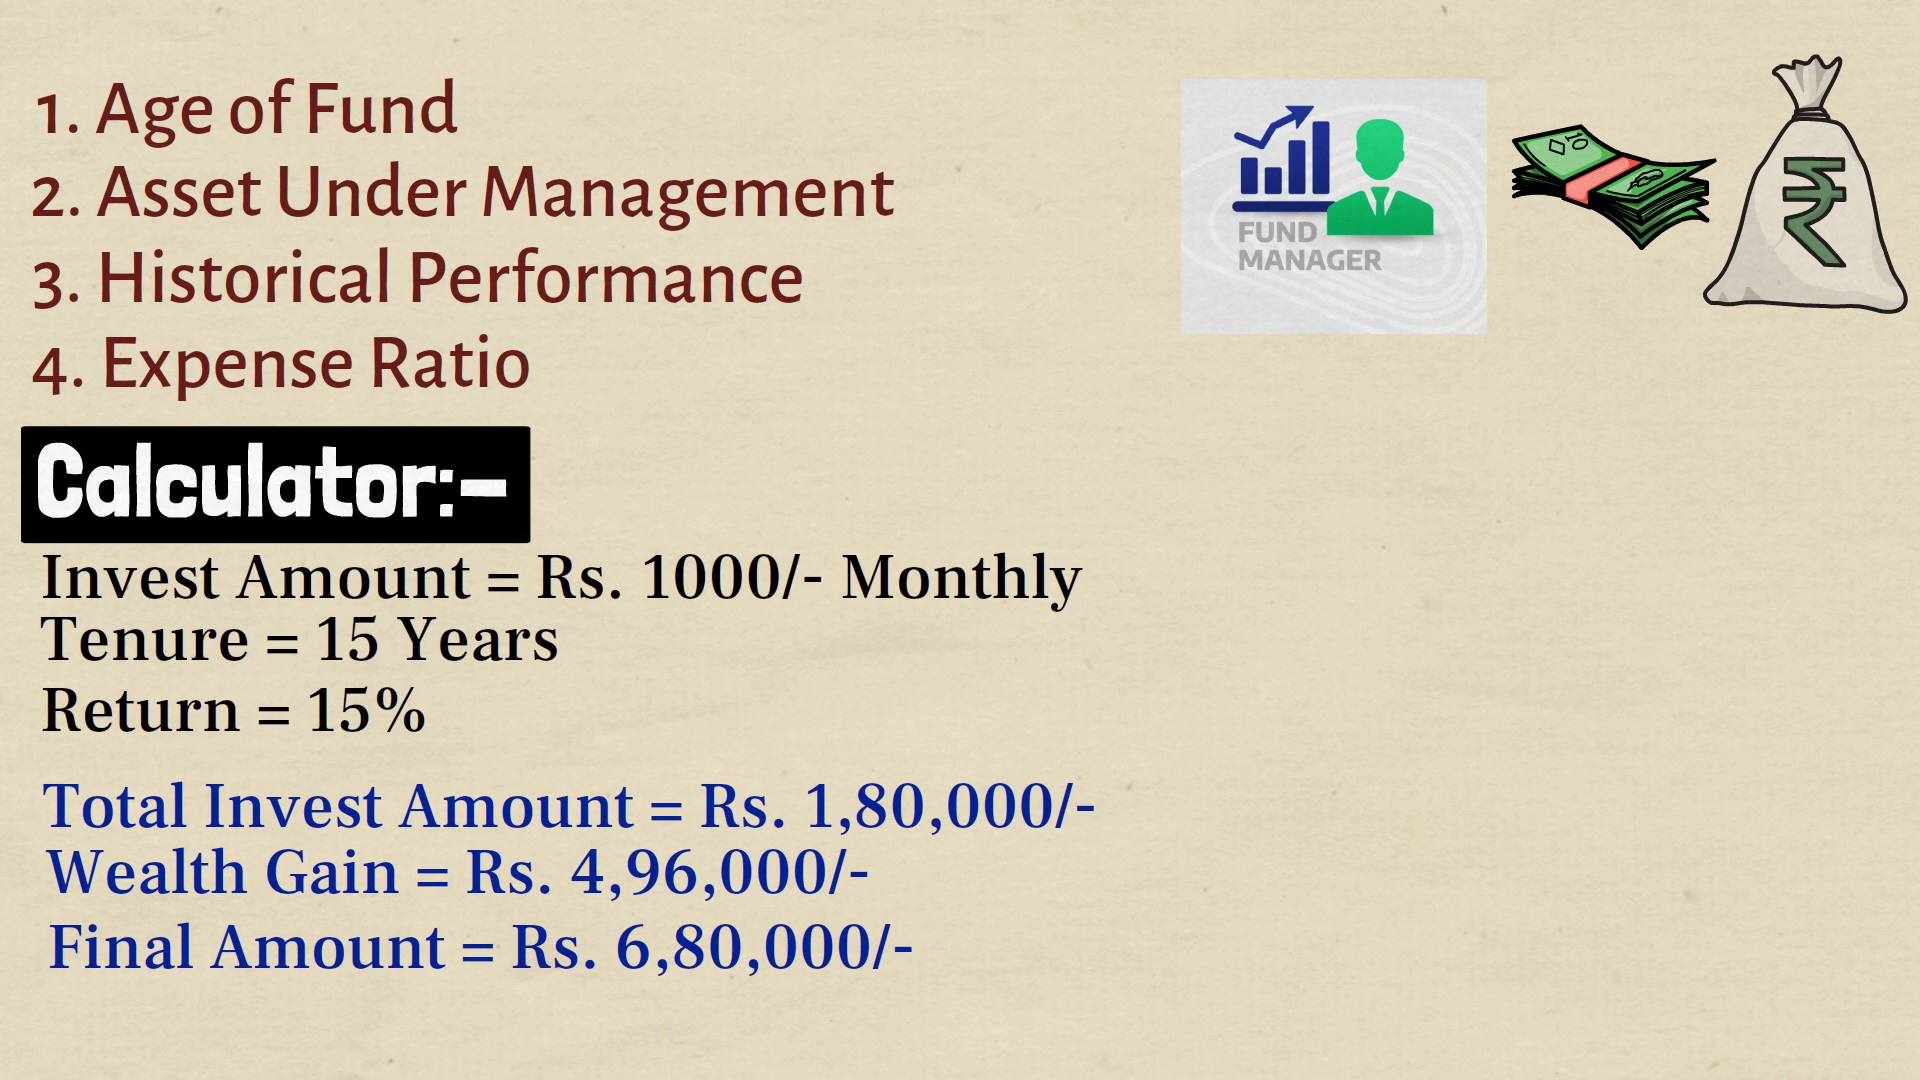 1. Age of Fund
2. Asset Under Management
3. Historical Performance
4. Expense Ratio
FUND
MANAGER
10
₹
Calculator:-
Invest Amount = Rs. 1000/- Monthly
Tenure = 15 Years
Return = 15%
Total Invest Amount = Rs. 1,80,000/-
Wealth Gain = Rs. 4,96,000/-
Final Amount = Rs. 6,80,000/-